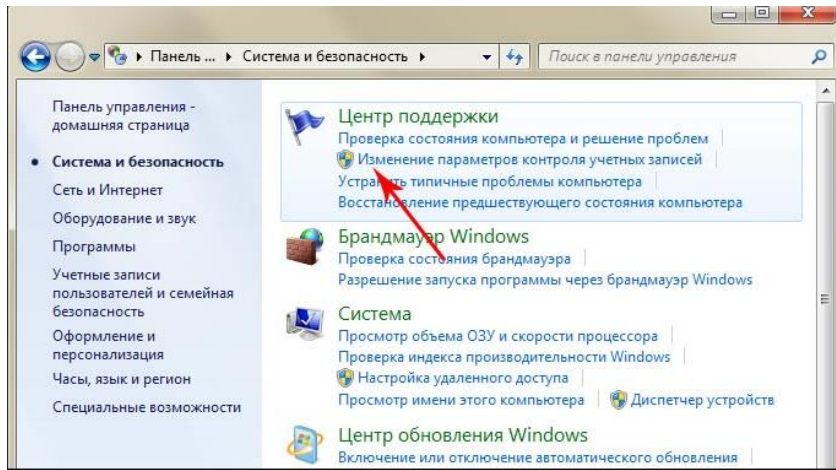 Панель ... Система и безопасность Поиск в панели управления
Панель управления -
домашняя страница
Система и безопасность
Сеть и Интернет
Оборудование и звук
Программы
Учетные записи
пользователей и семейная
безопасность
Оформление и
персонализация
Часы, язык и регион
Специальные возможности
Центр поддержки
Проверка состояния компьютера и решение проблем
Изменение параметров контроля учетных записей
Устранить типичные проблемы компьютера
Восстановление предшествующего состояния компьютера
Брандмауэр Windows
Проверка состояния брандмауэра
Разрешение запуска программы через брандмауэр Windows
Система
Просмотр объема ОЗУ и скорости процессора
Проверка индекса производительности Windows
Настройка удаленного доступа
Просмотр имени этого компьютера Диспетчер устройств
Центр обновления Windows
Включение или отключение автоматического обновления